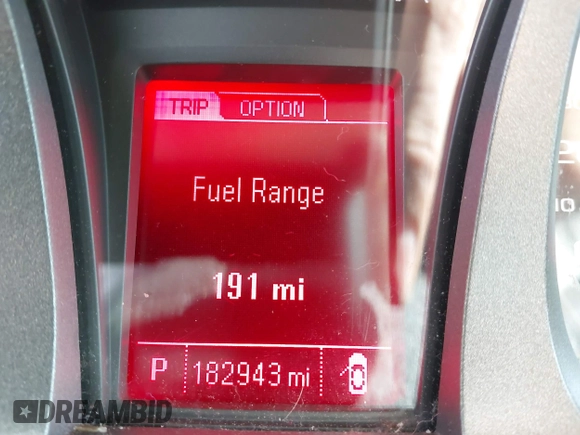 TRIP OPTION
Fuel Range
191 mi
P 182943 mi
DREAMBID